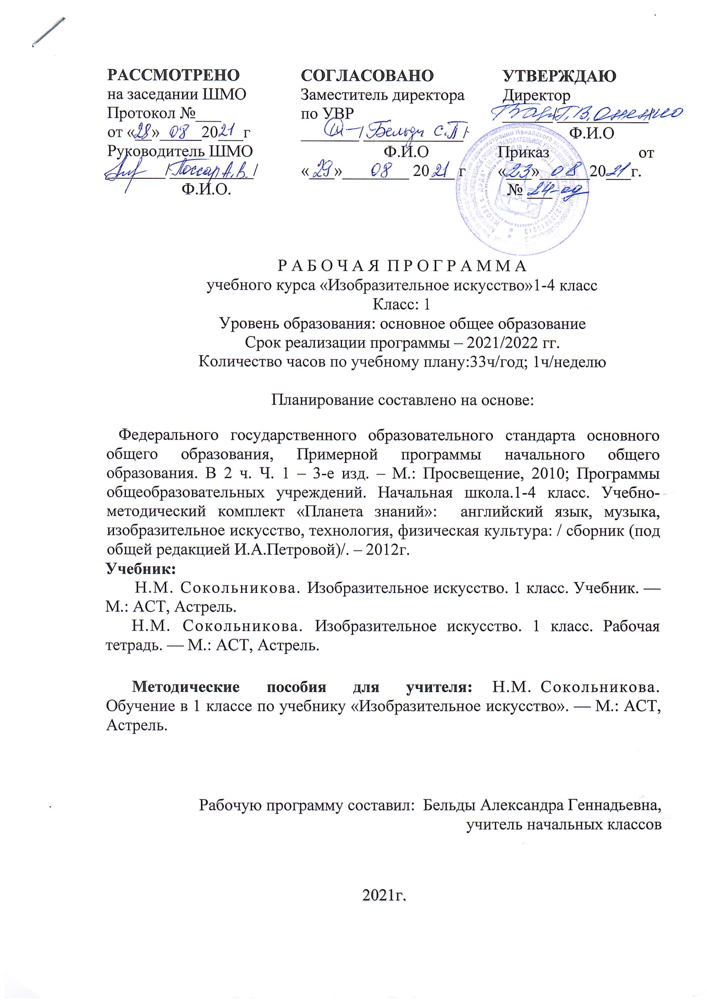 РАССМОТРЕНО
на заседании ШМО
Протокол №___
от «28» 08 2021 г
Руководитель ШМО
/Поссар А.В. /
Ф.И.О.
СОГЛАСОВАНО
Заместитель директора
по УВР
/ Бельды С.П /
Ф.И.О
«29» 08 2021 г
УТВЕРЖДАЮ
Директор
/Г.В.
Ф.И.О
Приказ от
«23» 08 2021г.
№ 24-од
Р А Б О Ч А Я П Р О Г Р А М М А
учебного курса «Изобразительное искусство»1-4 класс
Класс: 1
Уровень образования: основное общее образование
Срок реализации программы – 2021/2022 гг.
Количество часов по учебному плану:33ч/год; 1ч/неделю
Планирование составлено на основе:
Федерального государственного образовательного стандарта основного
общего образования, Примерной программы начального общего
образования. В 2 ч. Ч. 1 – 3-е изд. – М.: Просвещение, 2010; Программы
общеобразовательных учреждений. Начальная школа.1-4 класс. Учебно-
методический комплект «Планета знаний»: английский язык, музыка,
изобразительное искусство, технология, физическая культура: / сборник (под
общей редакцией И.А.Петровой)/. – 2012г.
Учебник:
Н.М. Сокольникова. Изобразительное искусство. 1 класс. Учебник. —
М.: АСТ, Астрель.
Н.М. Сокольникова. Изобразительное искусство. 1 класс. Рабочая
тетрадь. — М.: АСТ, Астрель.
Методические пособия для учителя: Н.М. Сокольникова.
Обучение в 1 классе по учебнику «Изобразительное искусство». — М.: АСТ,
Астрель.
Рабочую программу составил: Бельды Александра Геннадьевна,
учитель начальных классов
2021г.